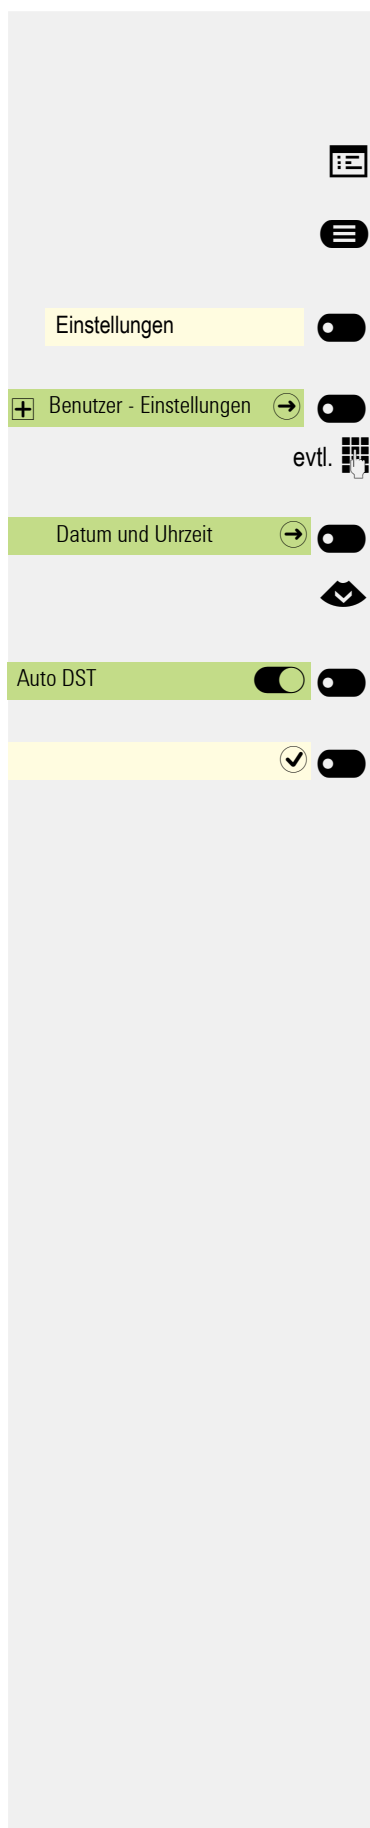 Einstellungen
Benutzer - Einstellungen
evtl.
Datum und Uhrzeit
Auto DST